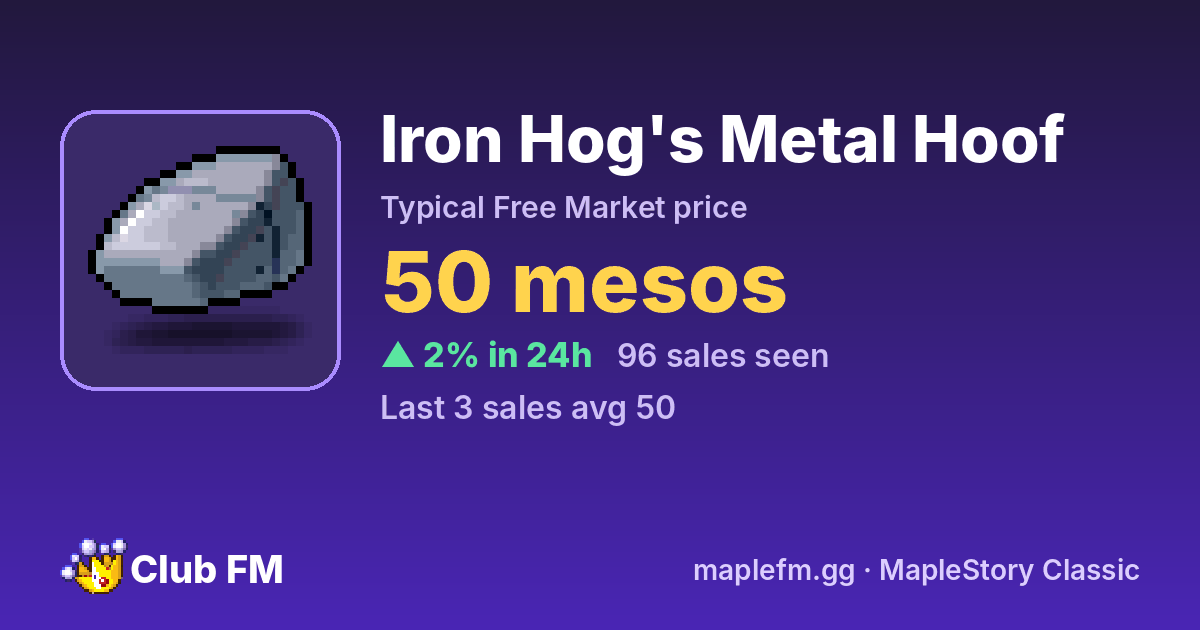 Iron Hog's Metal Hoof
Typical Free Market price
50 mesos
▲ 2% in 24h 96 sales seen
Last 3 sales avg 50
Club FM
maplefm.gg · MapleStory Classic